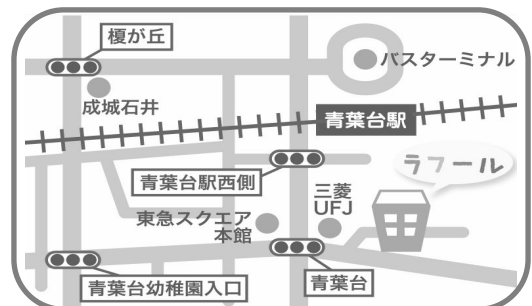 榎が丘
バスターミナル
成城石井
青葉台駅
ラフール
青葉台駅西側
三菱
UFJ
東急スクエア
本館
青葉台
青葉台幼稚園入口